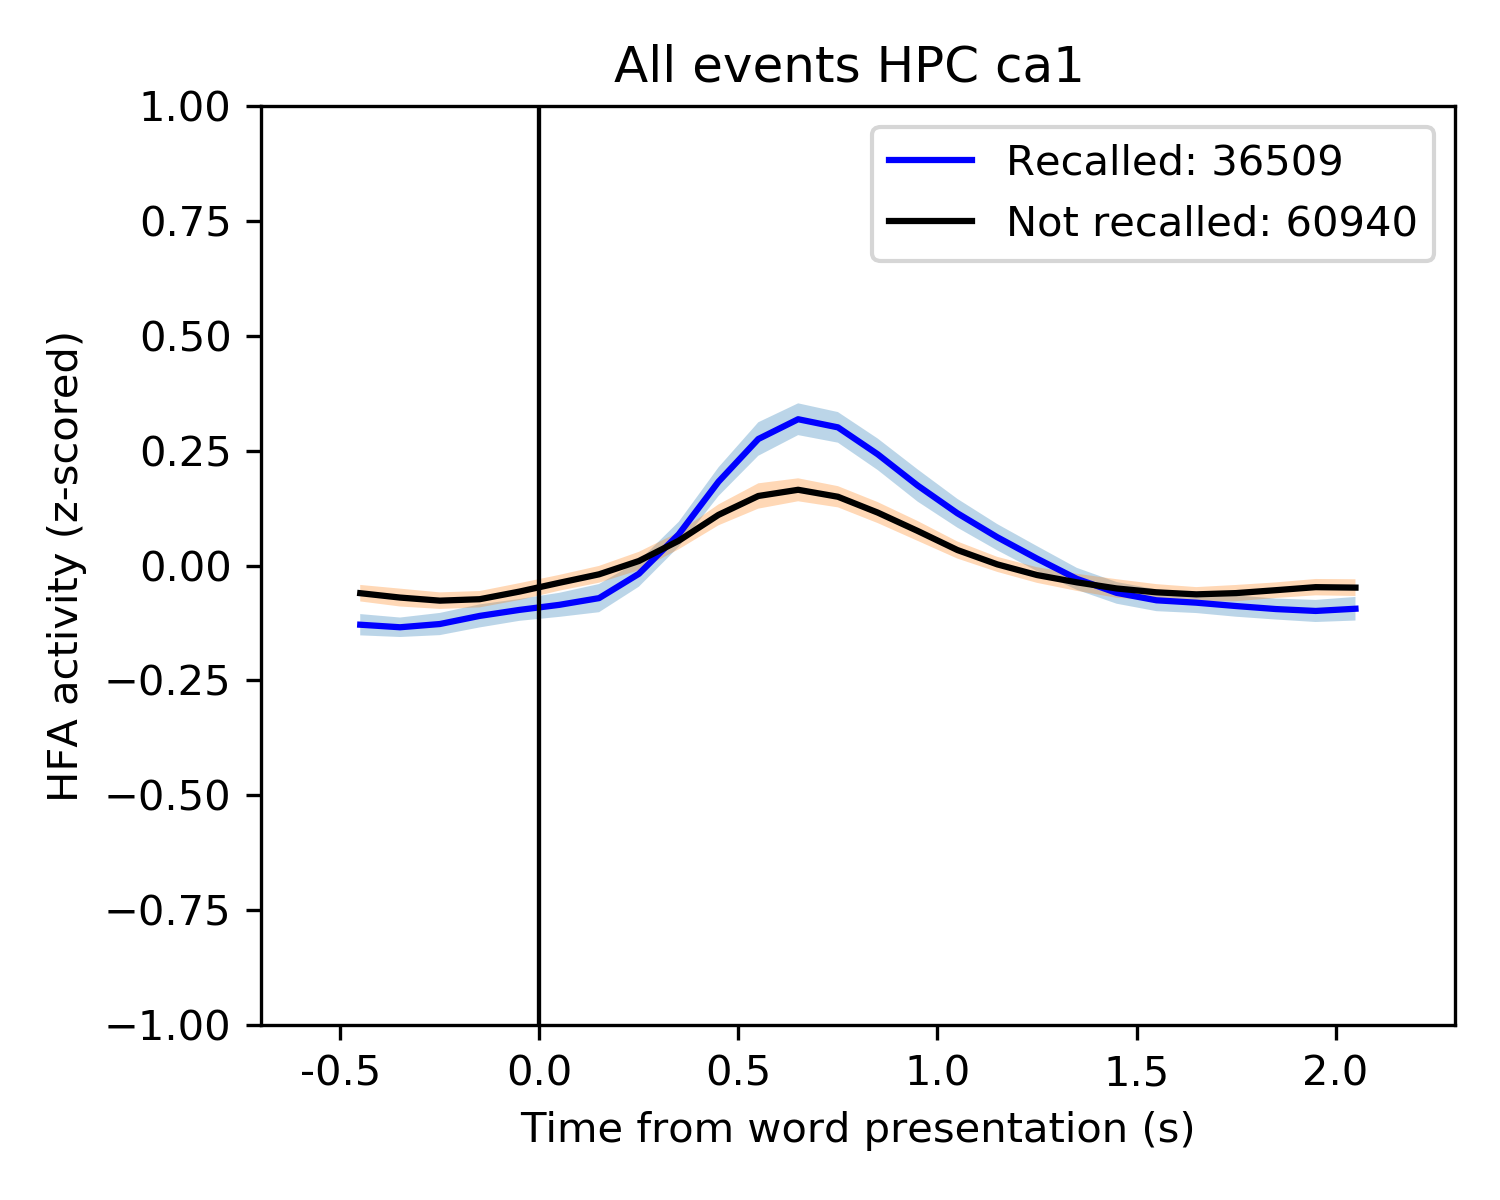 All events HPC ca1
Recalled: 36509
Not recalled: 60940
HFA activity (z-scored)
1.00
0.75
0.50
0.25
0.00
−0.25
−0.50
−0.75
−1.00
-0.5 0.0 0.5 1.0 1.5 2.0
Time from word presentation (s)